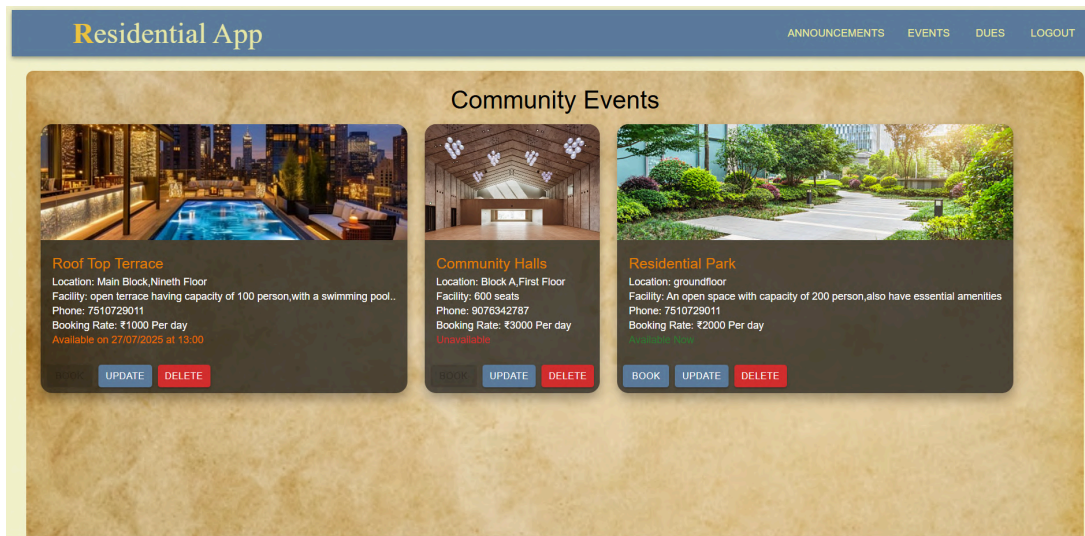 Residential App
ANNOUNCEMENTS EVENTS DUES LOGOUT
Community Events
Roof Top Terrace
Location: Main Block,Nineth Floor
Facility: open terrace having capacity of 100 person,with a swimming pool..
Phone: 7510729011
Booking Rate: ₹1000 Per day
Available on 27/07/2025 at 13:00
BOOK UPDATE DELETE
Community Halls
Location: Block A,First Floor
Facility: 600 seats
Phone: 9076342787
Booking Rate: ₹3000 Per day
Unavailable
BOOK UPDATE DELETE
Residential Park
Location: groundfloor
Facility: An open space with capacity of 200 person,also have essential amenities
Phone: 7510729011
Booking Rate: ₹2000 Per day
Available Now
BOOK UPDATE DELETE